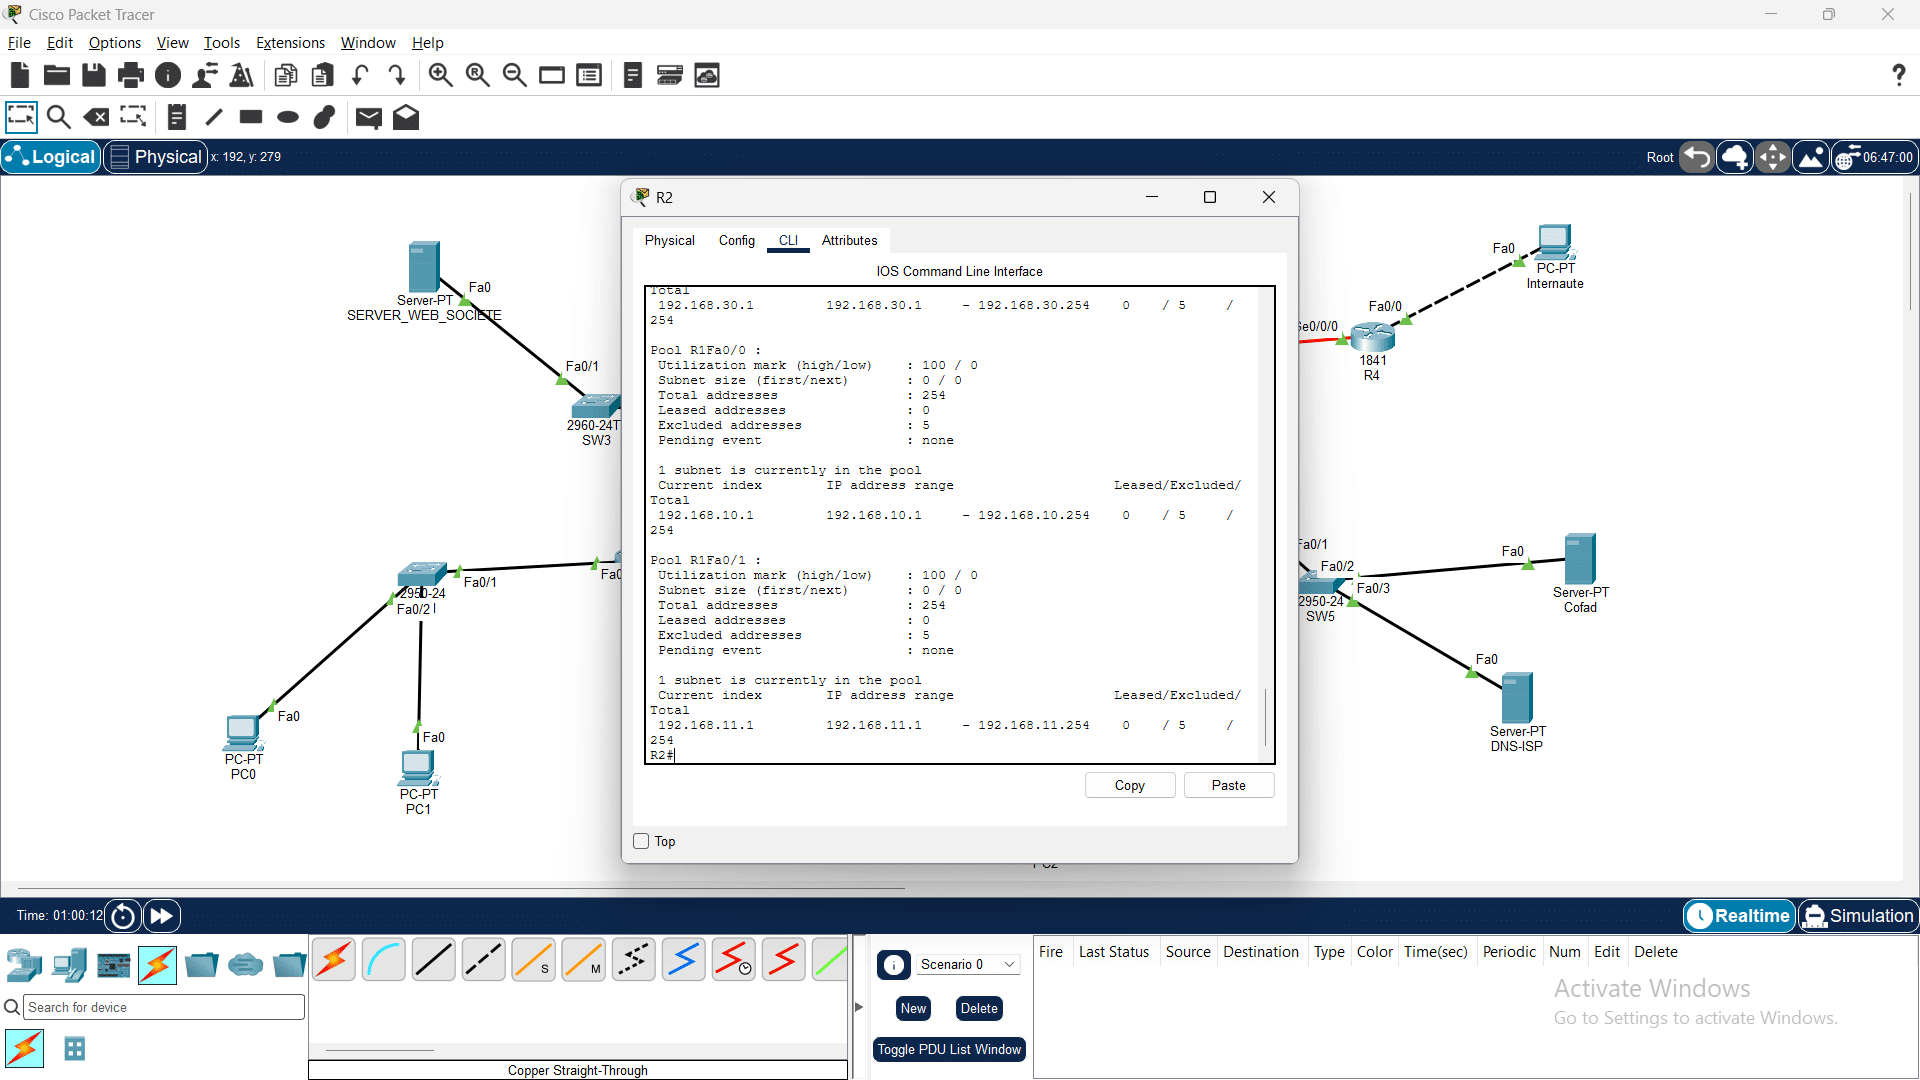 Cisco Packet Tracer
File Edit Options View Tools Extensions Window Help
Logical Physical x: 192, y: 279 Root 06:47:00
R2
Physical Config CLI Attributes
IOS Command Line Interface
Total
192.168.30.1 192.168.30.1 - 192.168.30.254 0 / 5 /
254
Pool R1Fa0/0 :
Utilization mark (high/low) : 100 / 0
Subnet size (first/next) : 0 / 0
Total addresses : 254
Leased addresses : 0
Excluded addresses : 5
Pending event : none
1 subnet is currently in the pool
Current index IP address range Leased/Excluded/
Total
192.168.10.1 192.168.10.1 - 192.168.10.254 0 / 5 /
254
Pool R1Fa0/1 :
Utilization mark (high/low) : 100 / 0
Subnet size (first/next) : 0 / 0
Total addresses : 254
Leased addresses : 0
Excluded addresses : 5
Pending event : none
1 subnet is currently in the pool
Current index IP address range Leased/Excluded/
Total
192.168.11.1 192.168.11.1 - 192.168.11.254 0 / 5 /
254
R2#
Copy Paste
Top
Fa0
Server-PT
SERVER_WEB_SOCIETE
Fa0/1
2960-24T
SW3
Fa0/1
2950-24
Fa0/2
Fa0
PC-PT
PC0
Fa0
PC-PT
PC1
Fa0
PC-PT
Internaute
Fa0/0
Se0/0/0
1841
R4
Fa0/1
Fa0/2
Fa0/3
2950-24
SW5
Fa0
Server-PT
Cofad
Fa0
Server-PT
DNS-ISP
Time: 01:00:12 Realtime Simulation
Search for device
Copper Straight-Through
Scenario 0
New Delete
Toggle PDU List Window
Fire Last Status Source Destination Type Color Time(sec) Periodic Num Edit Delete
Activate Windows
Go to Settings to activate Windows.